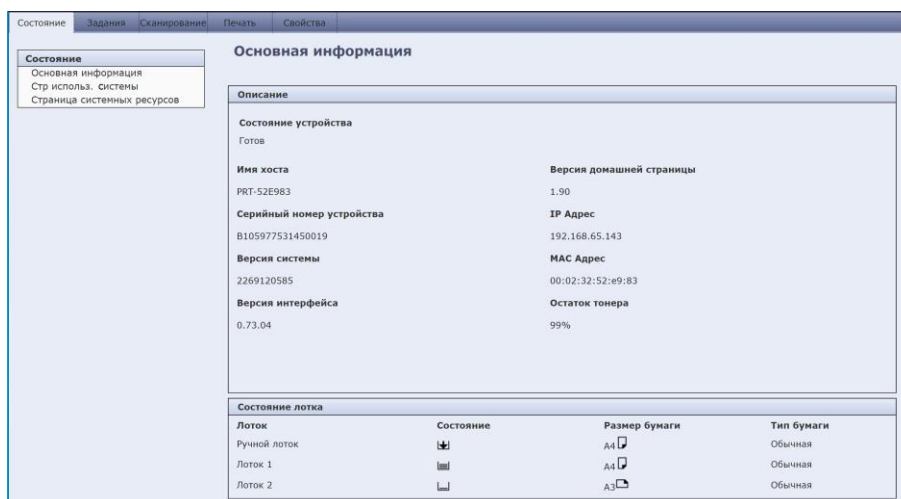 Состояние Задания Сканирование Печать Свойства
Состояние
Основная информация
Стр использ. системы
Страница системных ресурсов
Основная информация
Описание
Состояние устройства
Готов
Имя хоста Версия домашней страницы
PRT-52E983 1.90
Серийный номер устройства IP Адрес
B105977531450019 192.168.65.143
Версия системы MAC Адрес
2269120585 00:02:32:52:e9:83
Версия интерфейса Остаток тонера
0.73.04 99%
Состояние лотка
Лоток Состояние Размер бумаги Тип бумаги
Ручной лоток A4 Обычная
Лоток 1 A4 Обычная
Лоток 2 A3 Обычная